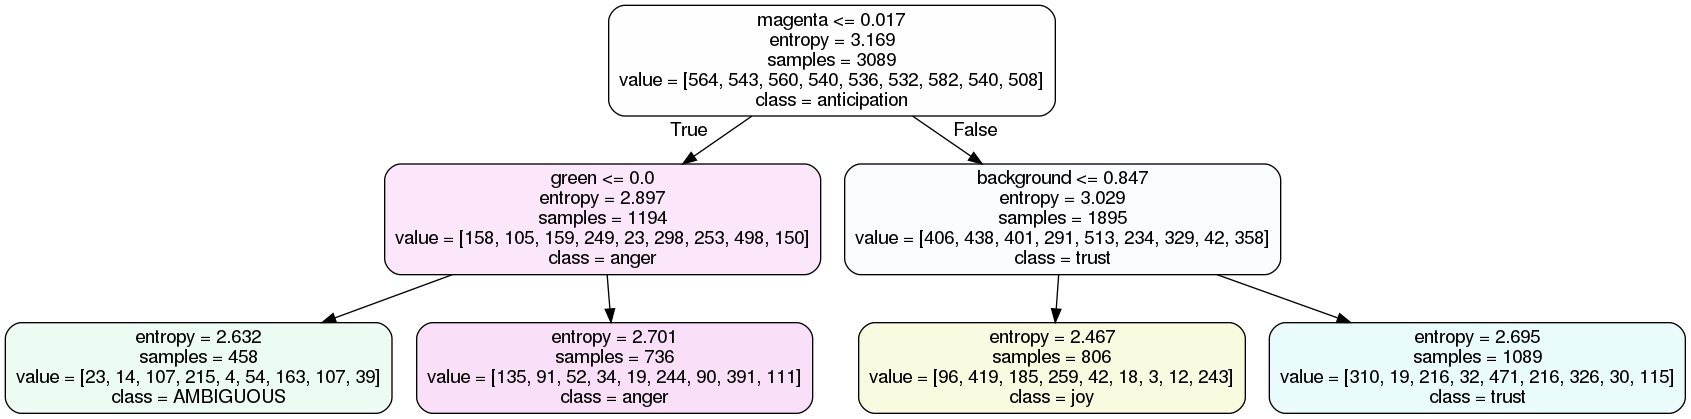 magenta <= 0.017
entropy = 3.169
samples = 3089
value = [564, 543, 560, 540, 536, 532, 582, 540, 508]
class = anticipation
True
False
green <= 0.0
entropy = 2.897
samples = 1194
value = [158, 105, 159, 249, 23, 298, 253, 498, 150]
class = anger
background <= 0.847
entropy = 3.029
samples = 1895
value = [406, 438, 401, 291, 513, 234, 329, 42, 358]
class = trust
entropy = 2.632
samples = 458
value = [23, 14, 107, 215, 4, 54, 163, 107, 39]
class = AMBIGUOUS
entropy = 2.701
samples = 736
value = [135, 91, 52, 34, 19, 244, 90, 391, 111]
class = anger
entropy = 2.467
samples = 806
value = [96, 419, 185, 259, 42, 18, 3, 12, 243]
class = joy
entropy = 2.695
samples = 1089
value = [310, 19, 216, 32, 471, 216, 326, 30, 115]
class = trust